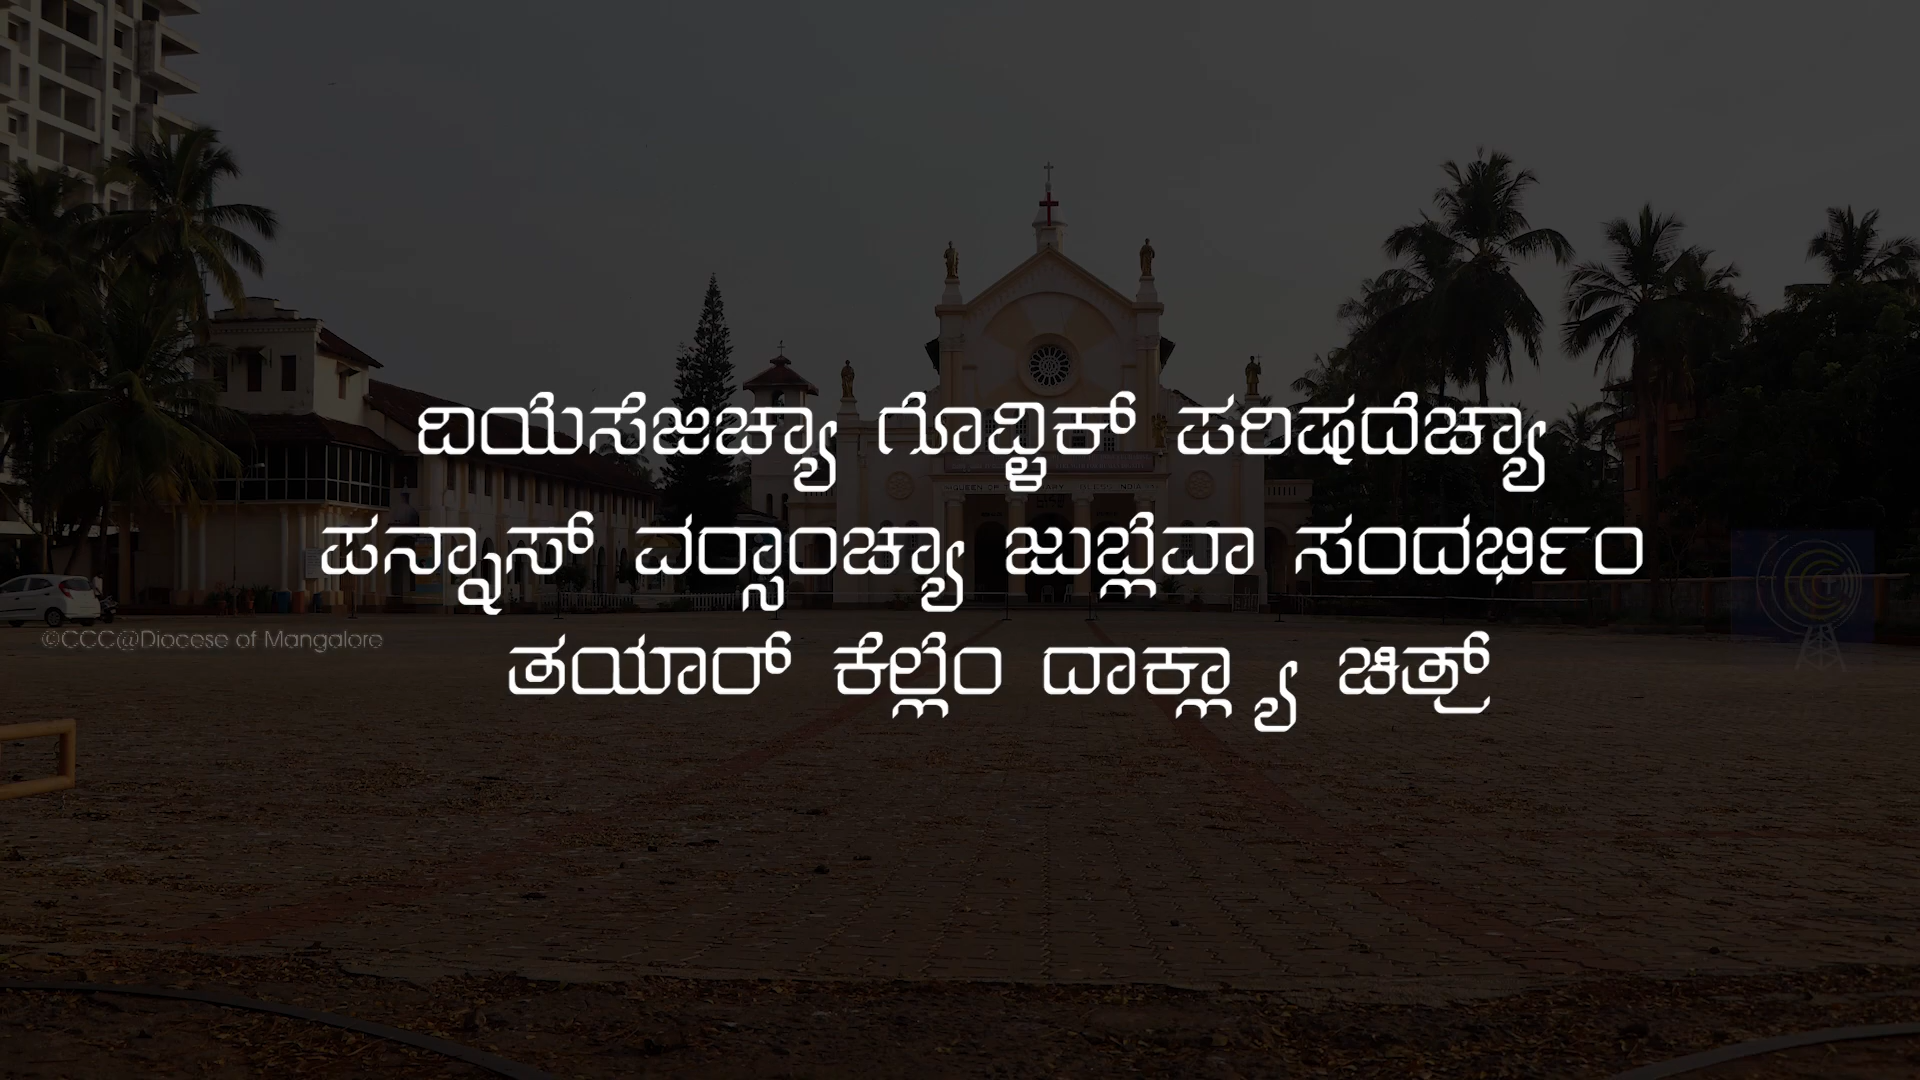 ದಿಯೆಸೆಜಿಚ್ಯಾ ಗೊವ್ಳಿಕ್ ಪರಿಷದೆಚ್ಯಾ
ಪನ್ನಾಸ್ ವರ‍್ಸಾಂಚ್ಯಾ ಜುಬ್ಲೆವಾ ಸಂದರ್ಭಿಂ
ತಯಾರ್ ಕೆಲ್ಲೆಂ ದಾಕ್ಲ್ಯಾ ಚಿತ್ರ್
©CCC@Diocese of Mangalore